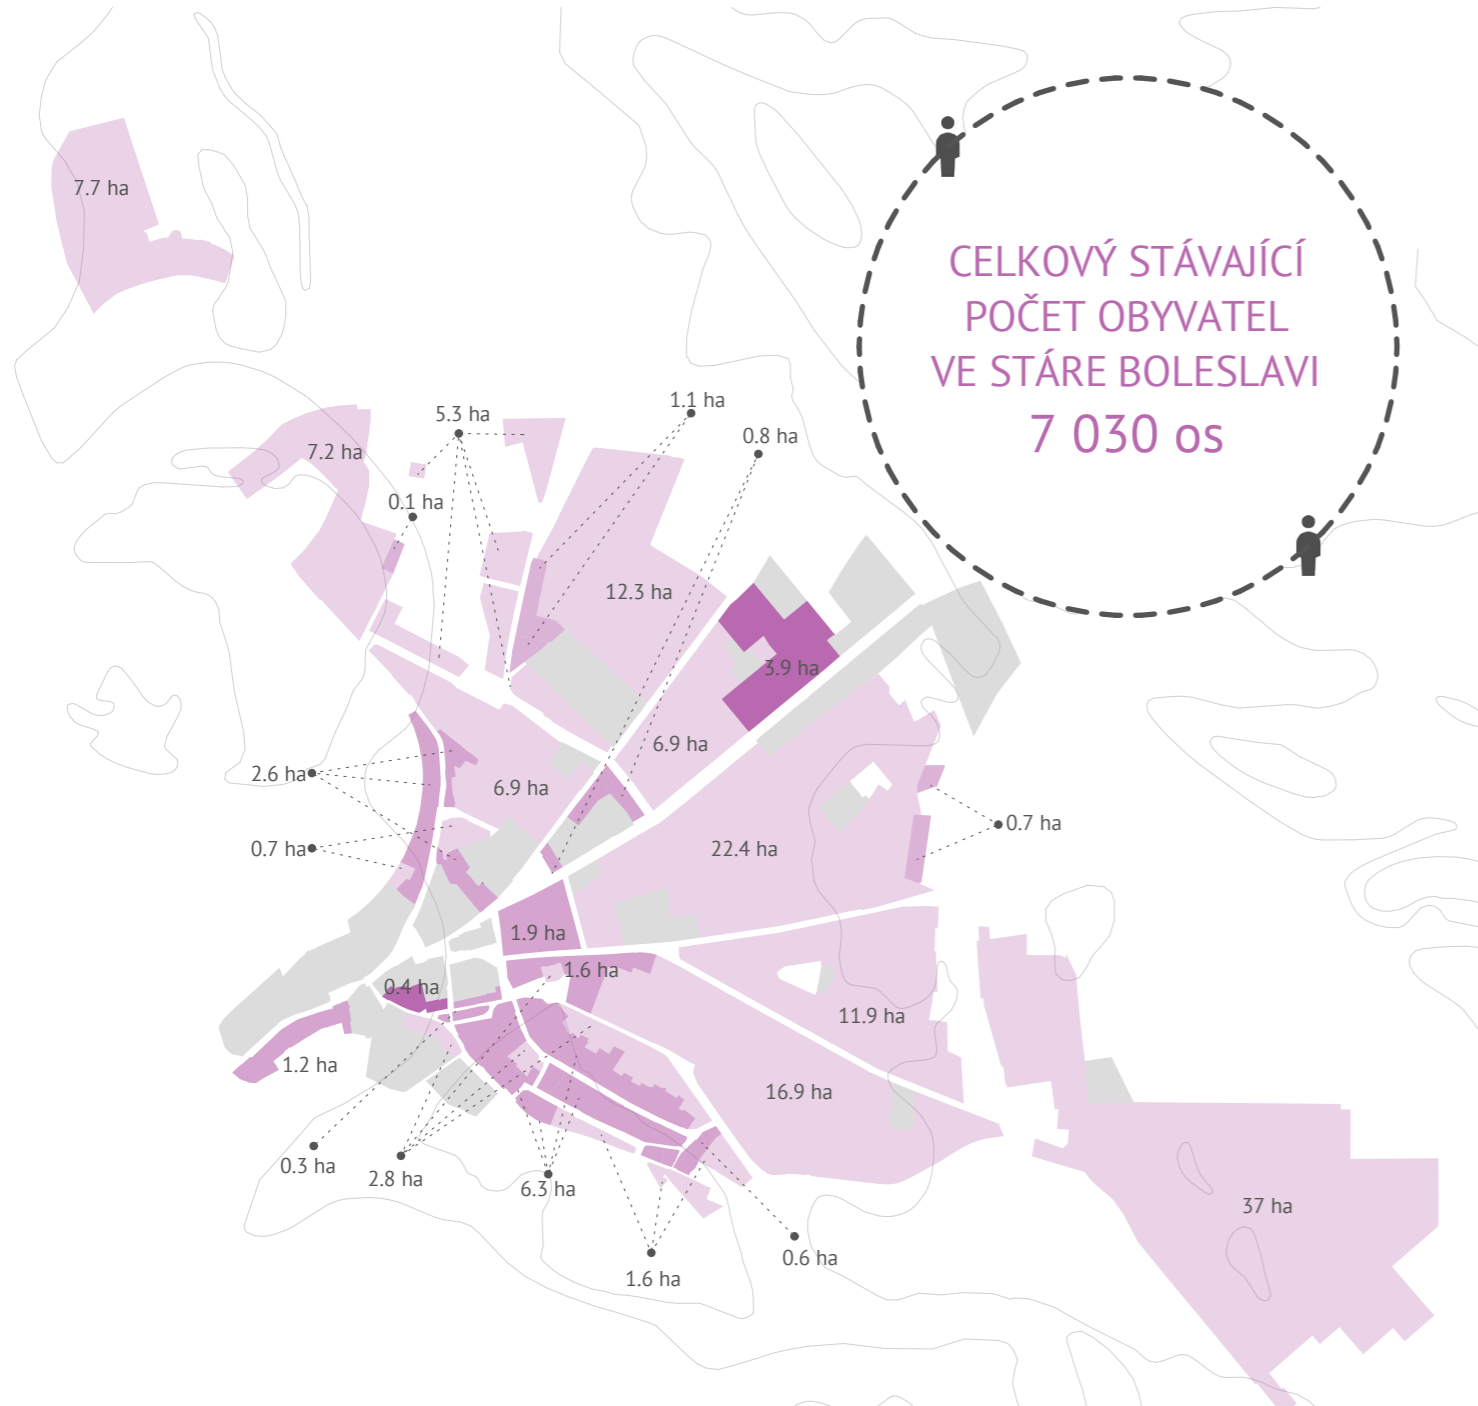 7.7 ha
CELKOVÝ STÁVAJÍCÍ
POČET OBYVATEL
VE STÁRE BOLESLAVI
7 030 os
5.3 ha
1.1 ha
0.8 ha
7.2 ha
0.1 ha
12.3 ha
3.9 ha
6.9 ha
2.6 ha
6.9 ha
0.7 ha
0.7 ha
22.4 ha
1.9 ha
1.6 ha
0.4 ha
11.9 ha
1.2 ha
16.9 ha
0.3 ha
2.8 ha
6.3 ha
37 ha
0.6 ha
1.6 ha